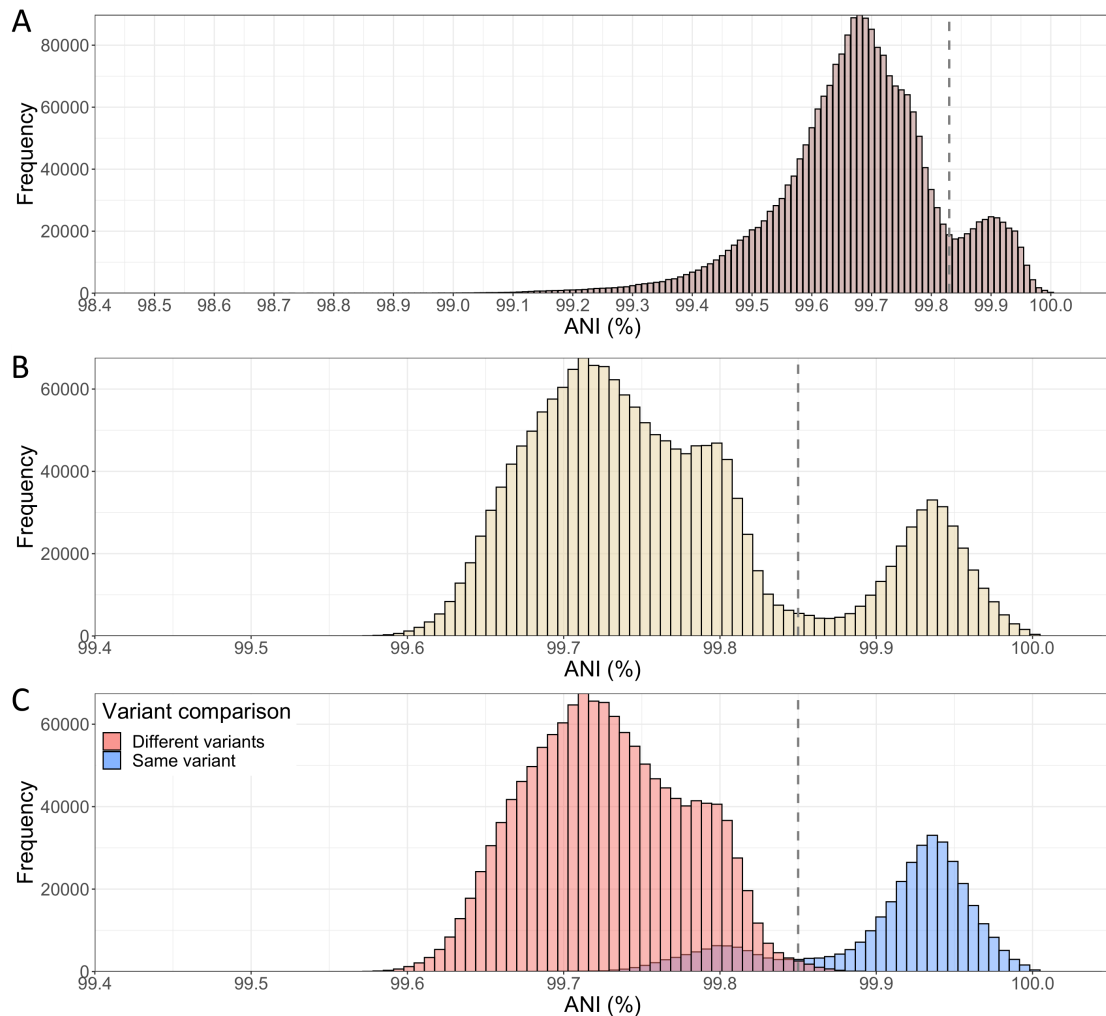 A
Frequency
80000
60000
40000
20000
0
98.4 98.5 98.6 98.7 98.8 98.9 99.0 99.1 99.2 99.3 99.4 99.5 99.6 99.7 99.8 99.9 100.0
ANI (%)
B
Frequency
60000
40000
20000
0
99.4 99.5 99.6 99.7 99.8 99.9 100.0
ANI (%)
C
Variant comparison
Different variants
Same variant
Frequency
60000
40000
20000
0
99.4 99.5 99.6 99.7 99.8 99.9 100.0
ANI (%)